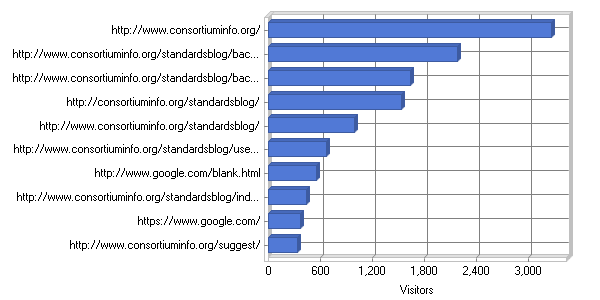 http://www.consortiuminfo.org/
http://www.consortiuminfo.org/standardsblog/bac...
http://www.consortiuminfo.org/standardsblog/bac...
http://consortiuminfo.org/standardsblog/
http://www.consortiuminfo.org/standardsblog/
http://www.consortiuminfo.org/standardsblog/use...
http://www.google.com/blank.html
http://www.consortiuminfo.org/standardsblog/ind...
https://www.google.com/
http://www.consortiuminfo.org/suggest/
0 600 1,200 1,800 2,400 3,000
Visitors